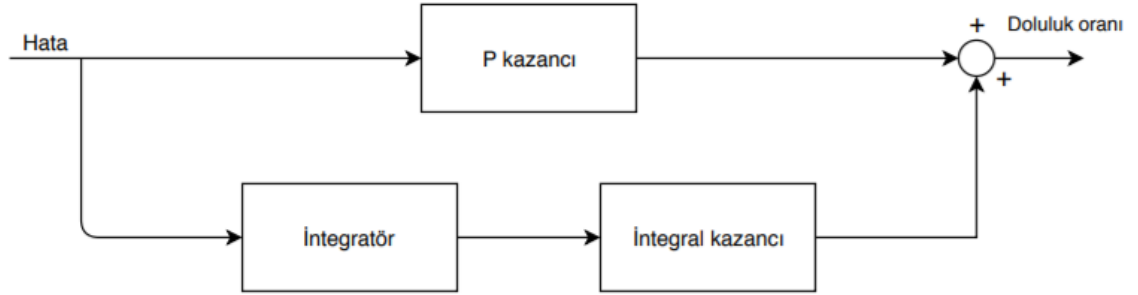 +
Doluluk oranı
Hata
P kazancı
+
İntegratör
İntegral kazancı